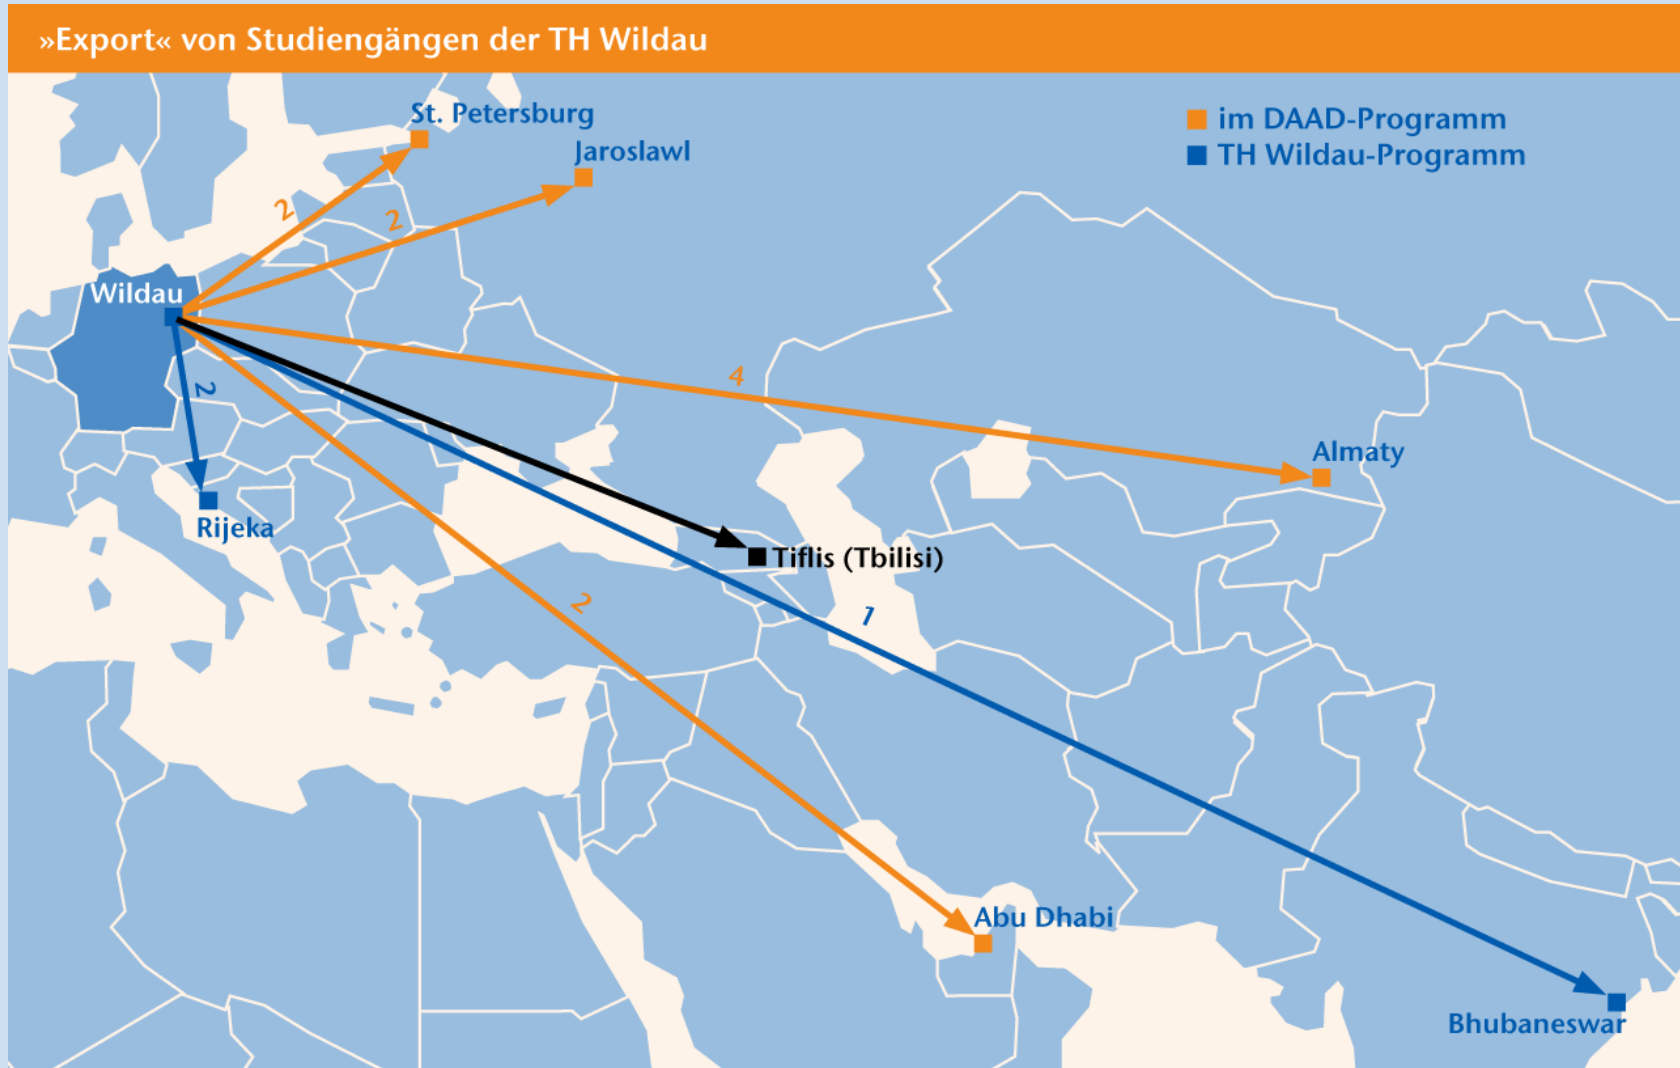 »Export« von Studiengängen der TH Wildau
St. Petersburg
im DAAD-Programm
Jaroslawl
TH Wildau-Programm
2
2
Wildau
4
2
Almaty
Rijeka
Tiflis (Tbilisi)
2
1
Abu Dhabi
Bhubaneswar